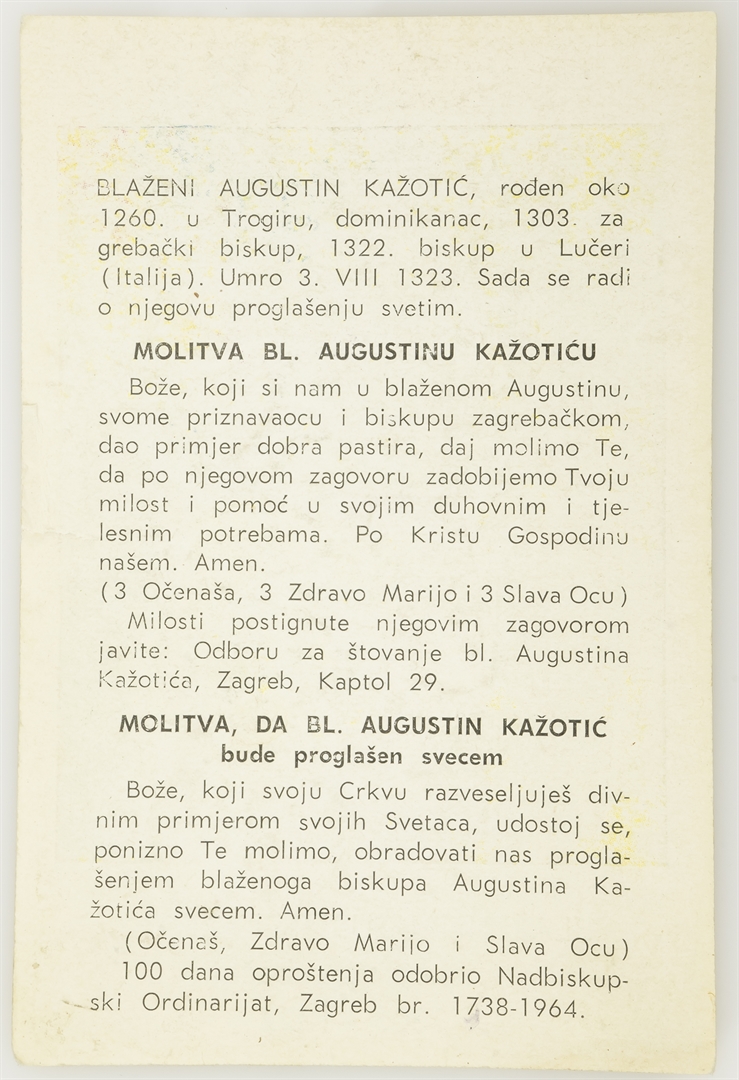 BLAŽENI AUGUSTIN KAŽOTIĆ, rođen oko
1260. u Trogiru, dominikanac, 1303. za
grebački biskup, 1322. biskup u Lučeri
(Italija). Umro 3. VIII 1323. Sada se radi
o njegovu proglašenju svetim.
MOLITVA BL. AUGUSTINU KAŽOTIĆU
Bože, koji si nam u blaženom Augustinu,
svome priznavaocu i biskupu zagrebačkom,
dao primjer dobra pastira, daj molimo Te,
da po njegovom zagovoru zadobijemo Tvoju
milost i pomoć u svojim duhovnim i tje-
lesnim potrebama. Po Kristu Gospodinu
našem. Amen.
(3 Očenaša, 3 Zdravo Marijo i 3 Slava Ocu)
Milosti postignute njegovim zagovorom
javite: Odboru za štovanje bl. Augustina
Kažotića, Zagreb, Kaptol 29.
MOLITVA, DA BL. AUGUSTIN KAŽOTIĆ
bude proglašen svecem
Bože, koji svoju Crkvu razveseljuješ div-
nim primjerom svojih Svetaca, udostoj se,
ponizno Te molimo, obradovati nas progla-
šenjem blaženoga biskupa Augustina Ka-
žotića svecem. Amen.
(Očenaš, Zdravo Marijo i Slava Ocu)
100 dana oproštenja odobrio Nadbiskup-
ski Ordinarijat, Zagreb br. 1738-1964.